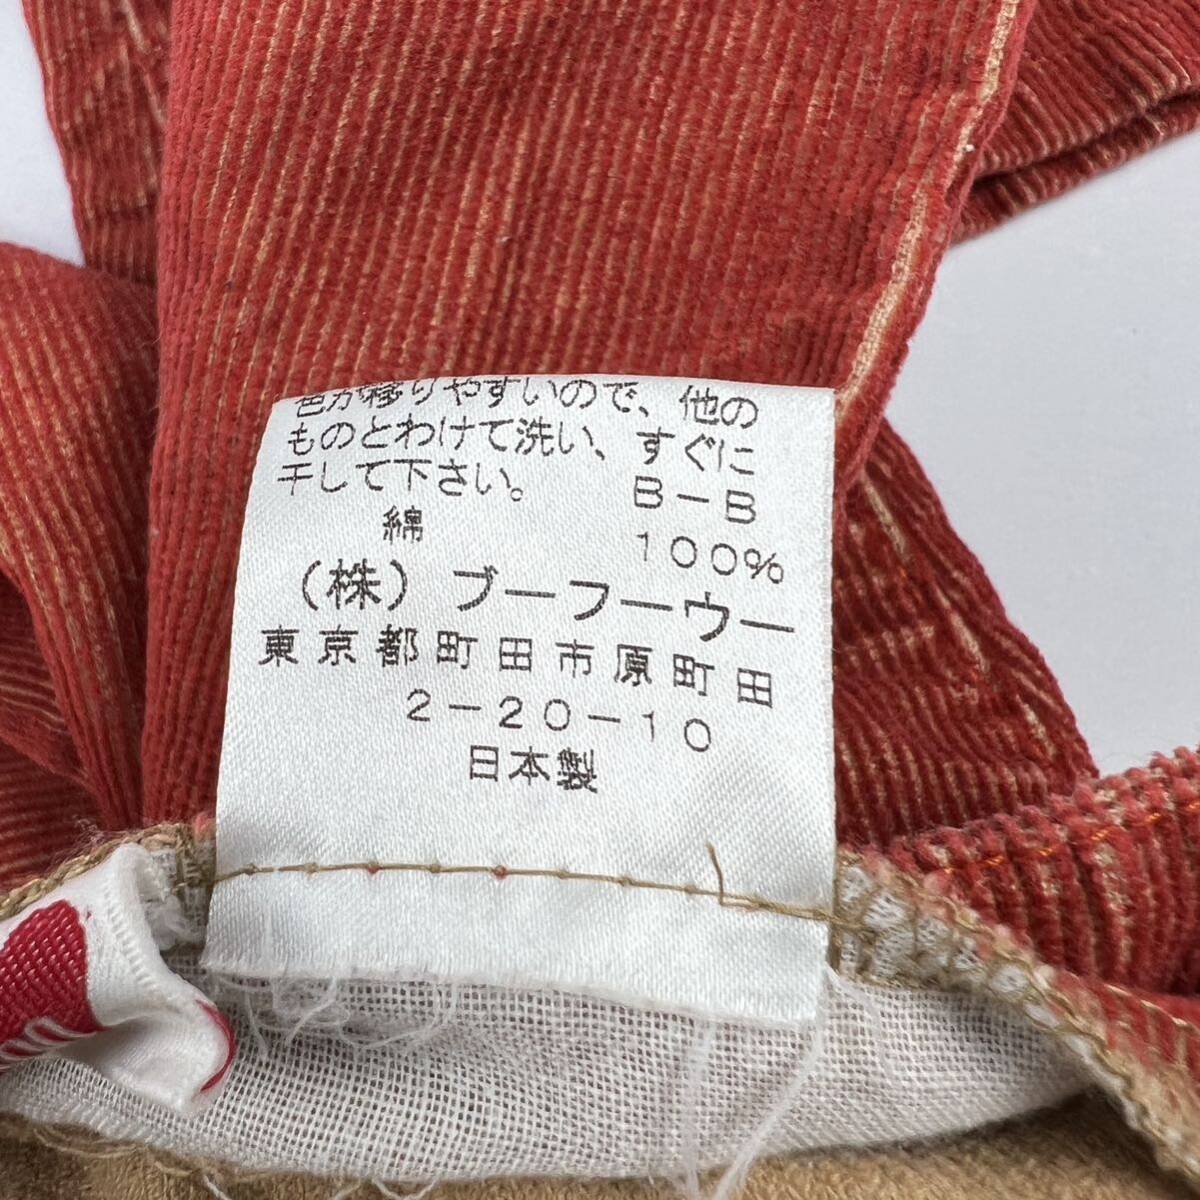 色が移りやすいので、他の
ものとわけて洗い、すぐに
干して下さい。
B-B
綿 100%
(株) ブーフーウー
東京都町田市原町田
2-20-10
日本製